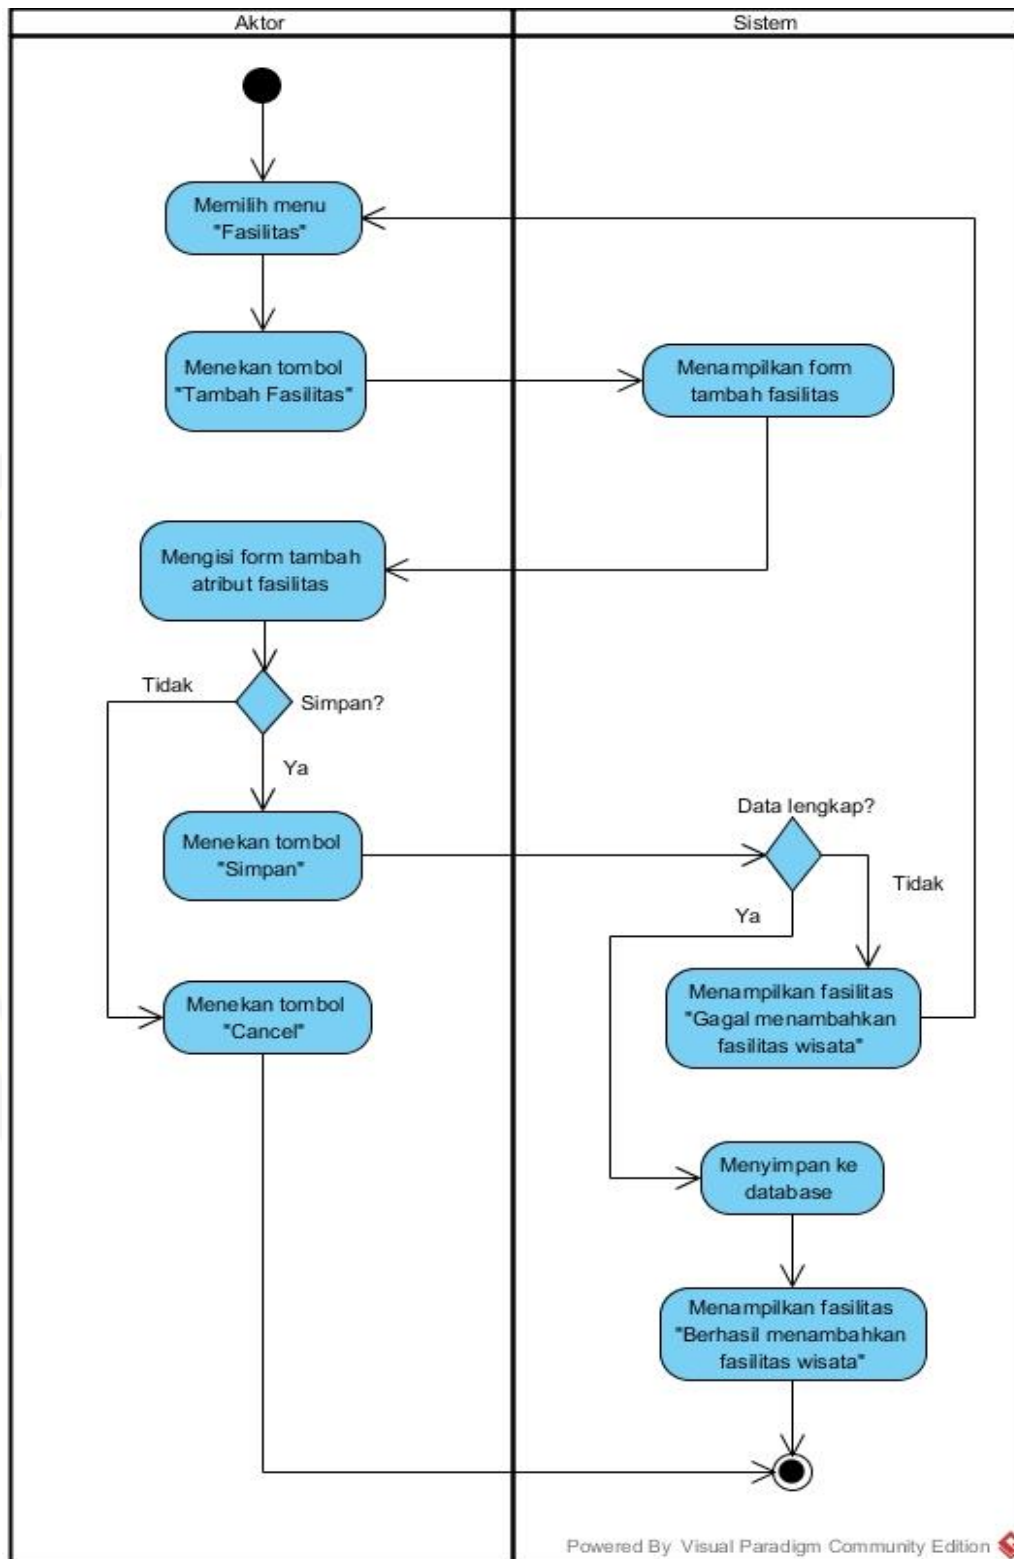 Aktor
Sistem
Memilih menu
"Fasilitas"
Menekan tombol
"Tambah Fasilitas"
Menampilkan form
tambah fasilitas
Mengisi form tambah
atribut fasilitas
Tidak
Simpan?
Ya
Menekan tombol
"Simpan"
Data lengkap?
Tidak
Ya
Menekan tombol
"Cancel"
Menampilkan fasilitas
"Gagal menambahkan
fasilitas wisata"
Menyimpan ke
database
Menampilkan fasilitas
"Berhasil menambahkan
fasilitas wisata"
Powered By Visual Paradigm Community Edition